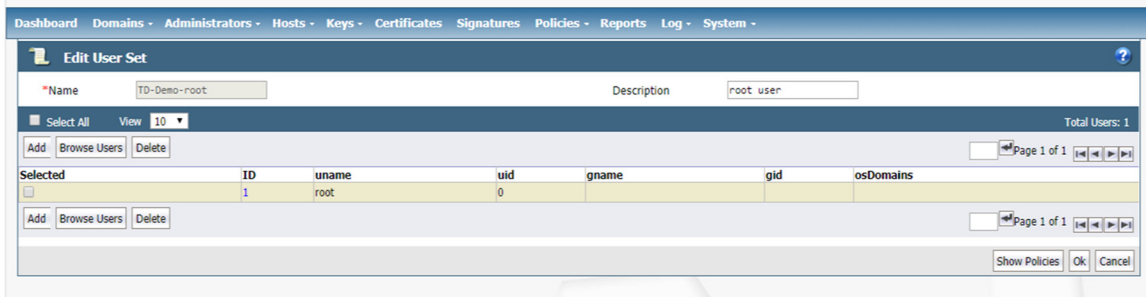 Dashboard Domains Administrators Hosts Keys Certificates Signatures Policies Reports Log System
Edit User Set ?
*Name TD-Demo-root Description root user
Select All View 10 Total Users: 1
Add Browse Users Delete Page 1 of 1
Selected ID uname uid gname gid osDomains
1 root 0
Add Browse Users Delete Page 1 of 1
Show Policies Ok Cancel